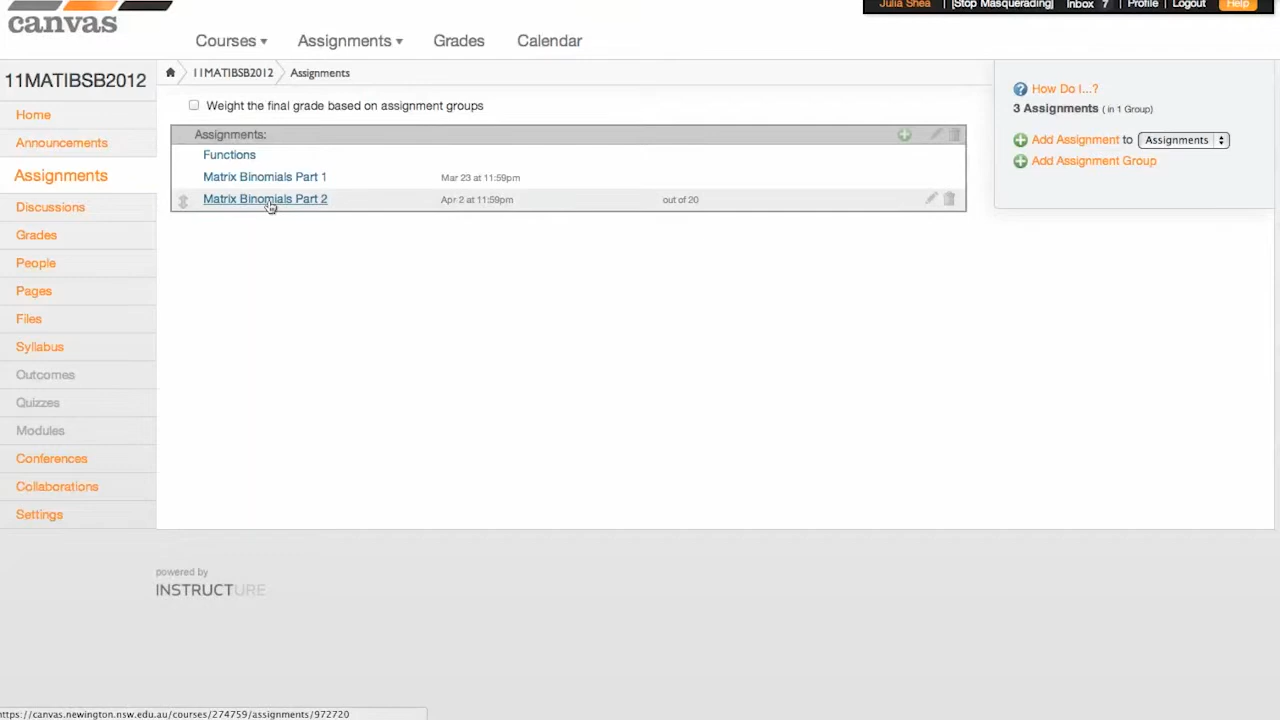 Julia Shea | [Stop Masquerading] Inbox 7 | Profile | Logout Help
canvas
Courses Assignments Grades Calendar
11MATIBSB2012
11MATIBSB2012 Assignments
Home
Announcements
Assignments
Discussions
Grades
People
Pages
Files
Syllabus
Outcomes
Quizzes
Modules
Conferences
Collaborations
Settings
Weight the final grade based on assignment groups
Assignments:
Functions
Matrix Binomials Part 1 Mar 23 at 11:59pm
Matrix Binomials Part 2 Apr 2 at 11:59pm out of 20
How Do I...?
3 Assignments ( in 1 Group)
Add Assignment to Assignments
Add Assignment Group
powered by
INSTRUCTURE
https://canvas.newington.nsw.edu.au/courses/274759/assignments/972720